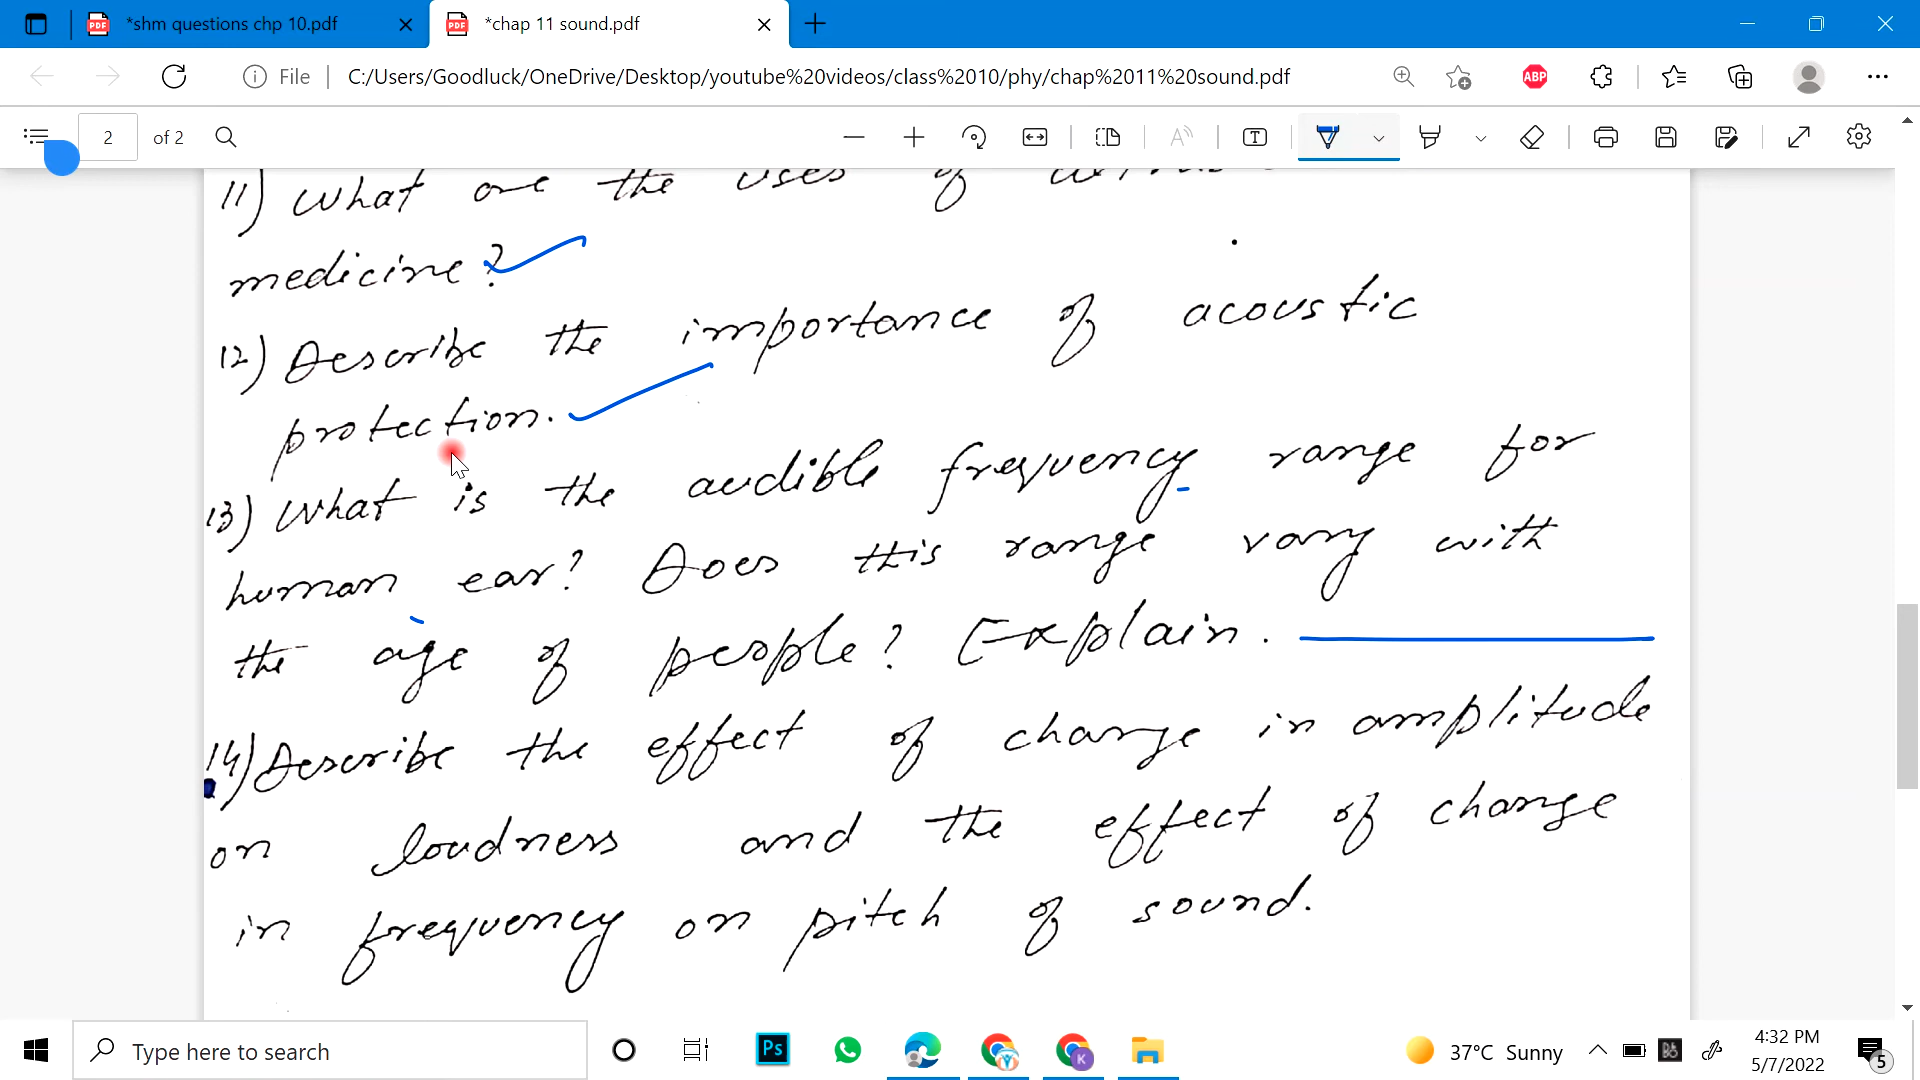 *shm questions chp 10.pdf
*chap 11 sound.pdf
File
C:/Users/Goodluck/OneDrive/Desktop/youtube%20videos/class%2010/phy/chap%2011%20sound.pdf
ABP
2 of 2
11) What are the uses of
medicine?
12) Describe the importance of acoustic
protection.
13) What is the audible frequency range for
human ear? Does this range vary with
the age of people? Explain.
14) Describe the effect of change in amplitude
on loudness and the effect of change
in frequency on pitch of sound.
Type here to search
Ps
K
37°C Sunny
4:32 PM
5/7/2022
5